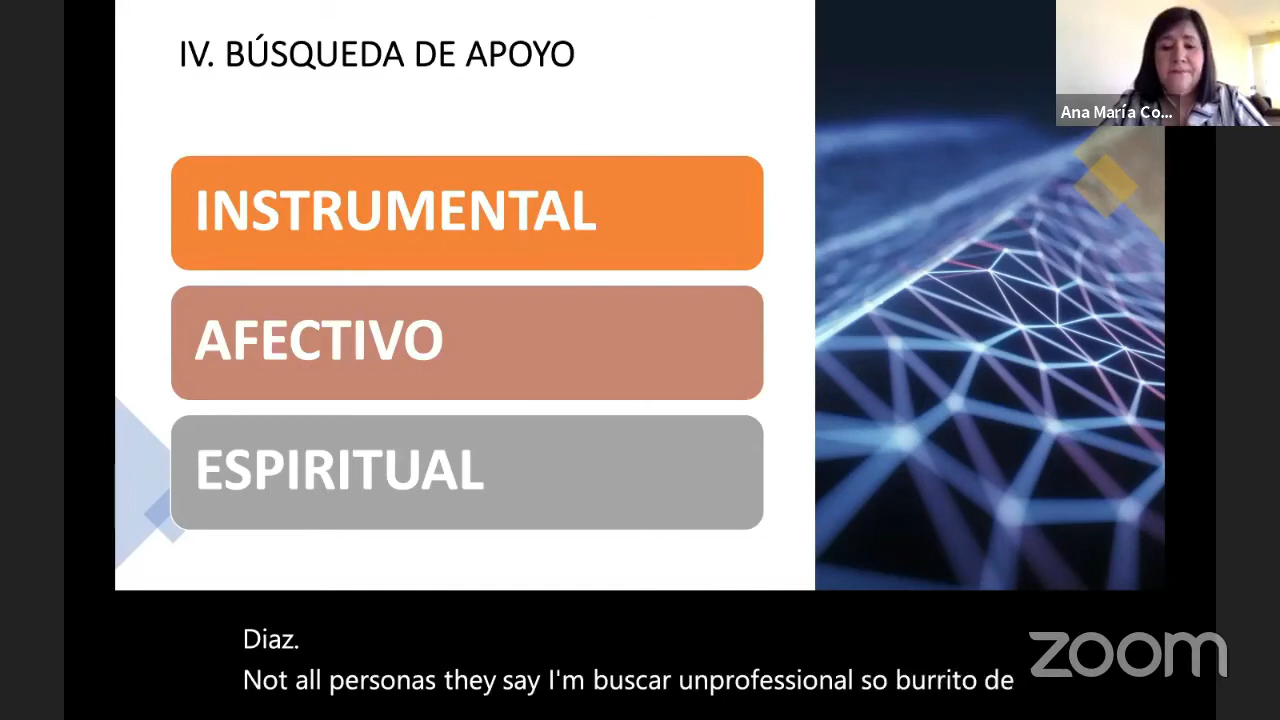 IV. BÚSQUEDA DE APOYO
Ana María Co...
INSTRUMENTAL
AFECTIVO
ESPIRITUAL
Diaz.
Not all personas they say I'm buscar unprofessional so burrito de
zoom